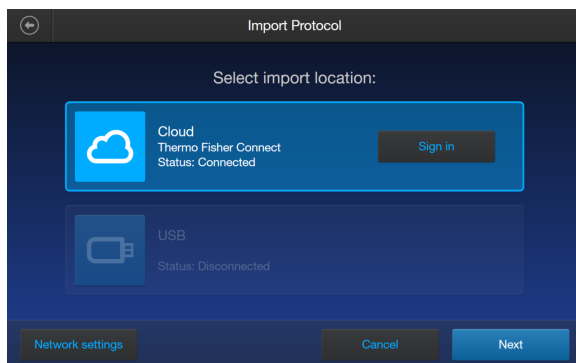 Import Protocol
Select import location:
Cloud
Thermo Fisher Connect
Status: Connected
Sign in
USB
Status: Disconnected
Network settings
Cancel
Next